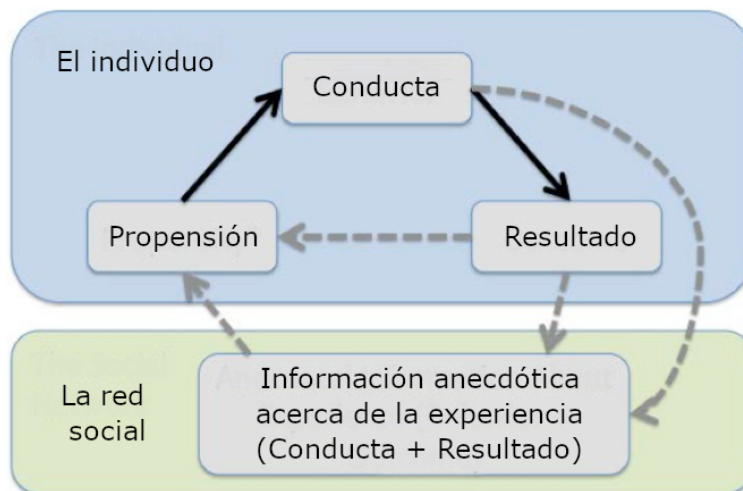 El individuo
Conducta
Propensión
Resultado
La red
social
Información anecdótica
acerca de la experiencia
(Conducta + Resultado)